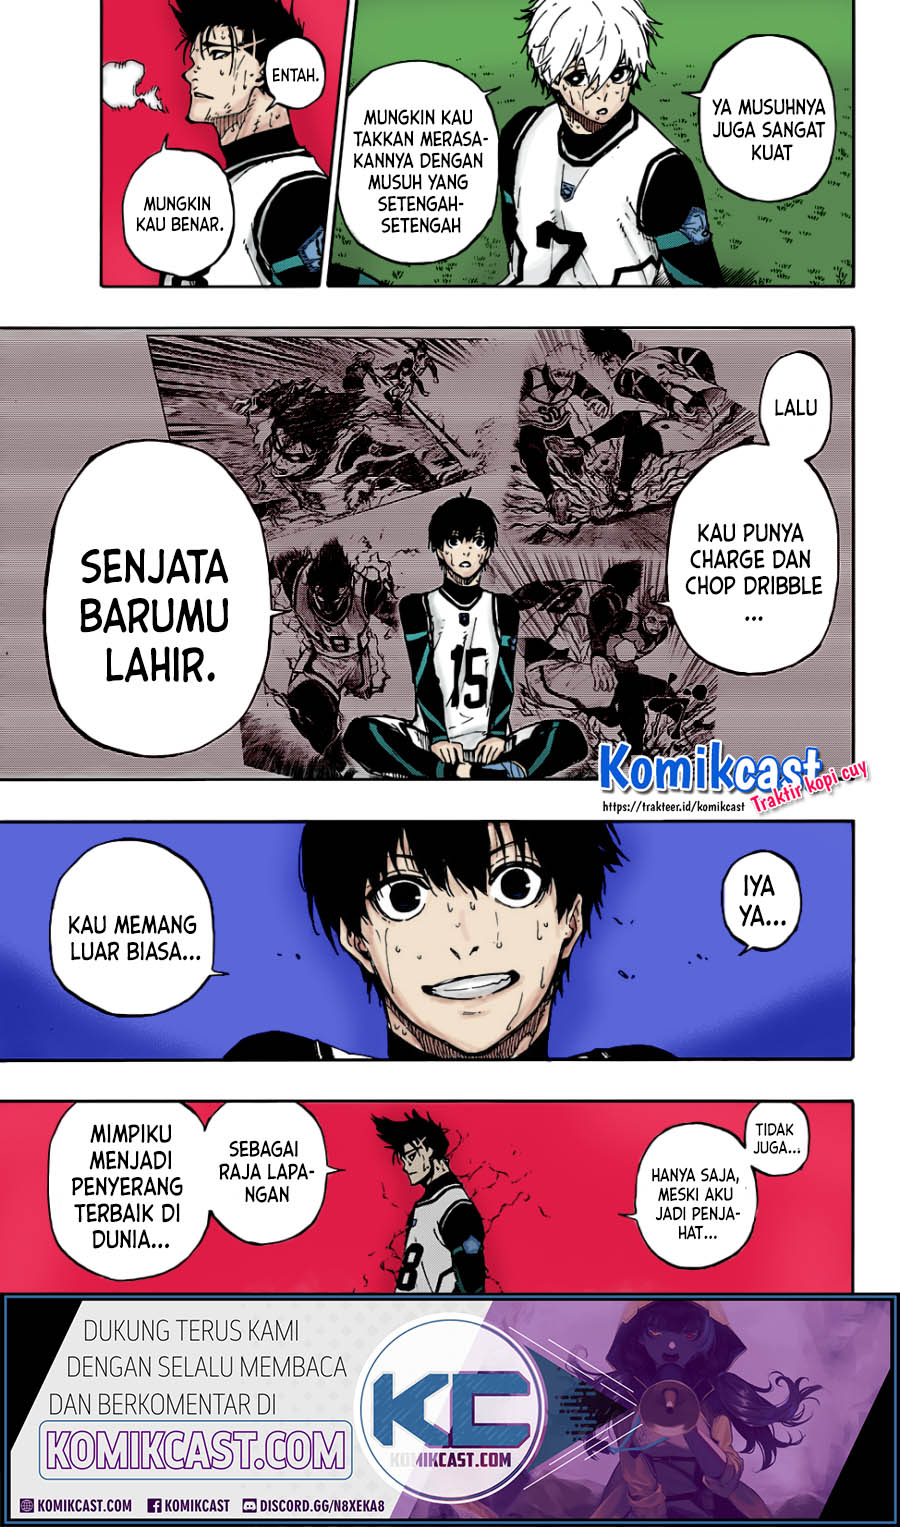 YA MUSUHNYA
JUGA SANGAT
KUAT
MUNGKIN KAU
TAKKAN MERASA-
KANNYA DENGAN
MUSUH YANG
SETENGAH-
SETENGAH
ENTAH.
MUNGKIN
KAU BENAR.
7
LALU
KAU PUNYA
CHARGE DAN
CHOP DRIBBLE
...
SENJATA
BARUMU
LAHIR.
15
8
Komikcast
https://trakteer.id/komikcast
Traktir kopi cuy
IYA
YA...
KAU MEMANG
LUAR BIASA...
TIDAK
JUGA...
HANYA SAJA,
MESKI AKU
JADI PENJA-
HAT...
SEBAGAI
RAJA LAPA-
NGAN
MIMPIKU
MENJADI
PENYERANG
TERBAIK DI
DUNIA...
8
DUKUNG TERUS KAMI
DENGAN SELALU MEMBACA
DAN BERKOMENTAR DI
KOMIKCAST.COM
KC
KOMIKCAST.COM
KOMIKCAST.COM
KOMIKCAST
DISCORD.GG/N8XEKA8